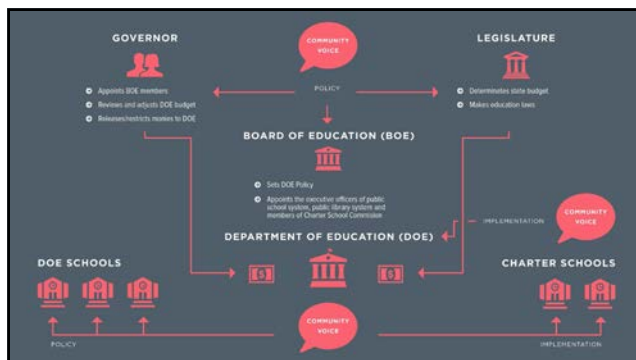 GOVERNOR
COMMUNITY
VOICE
LEGISLATURE
Appoints BOE members
Reviews and adjusts DOE budget
Releases/restricts monies to DOE
POLICY
Determinates state budget
Makes education laws
BOARD OF EDUCATION (BOE)
Sets DOE Policy
Appoints the executive officers of public
school system, public library system and
members of Charter School Commission
IMPLEMENTATION
COMMUNITY
VOICE
DEPARTMENT OF EDUCATION (DOE)
DOE SCHOOLS
CHARTER SCHOOLS
$
$
COMMUNITY
VOICE
POLICY
IMPLEMENTATION